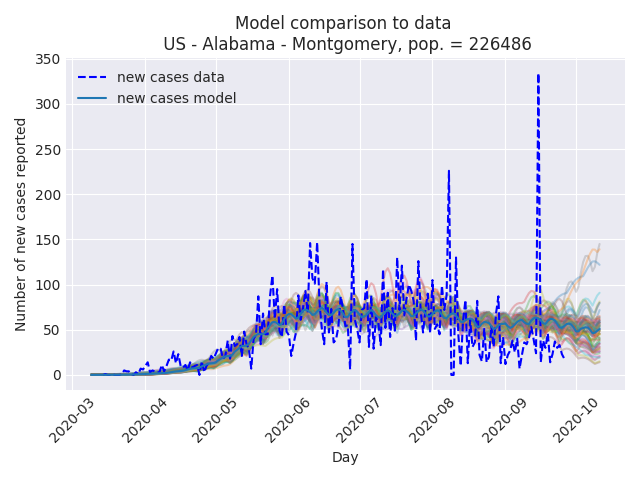 Model comparison to data
US - Alabama - Montgomery, pop. = 226486
350
300
250
200
150
100
50
0
Number of new cases reported
new cases data
new cases model
2020-03
2020-04
2020-05
2020-06
2020-07
2020-08
2020-09
2020-10
Day